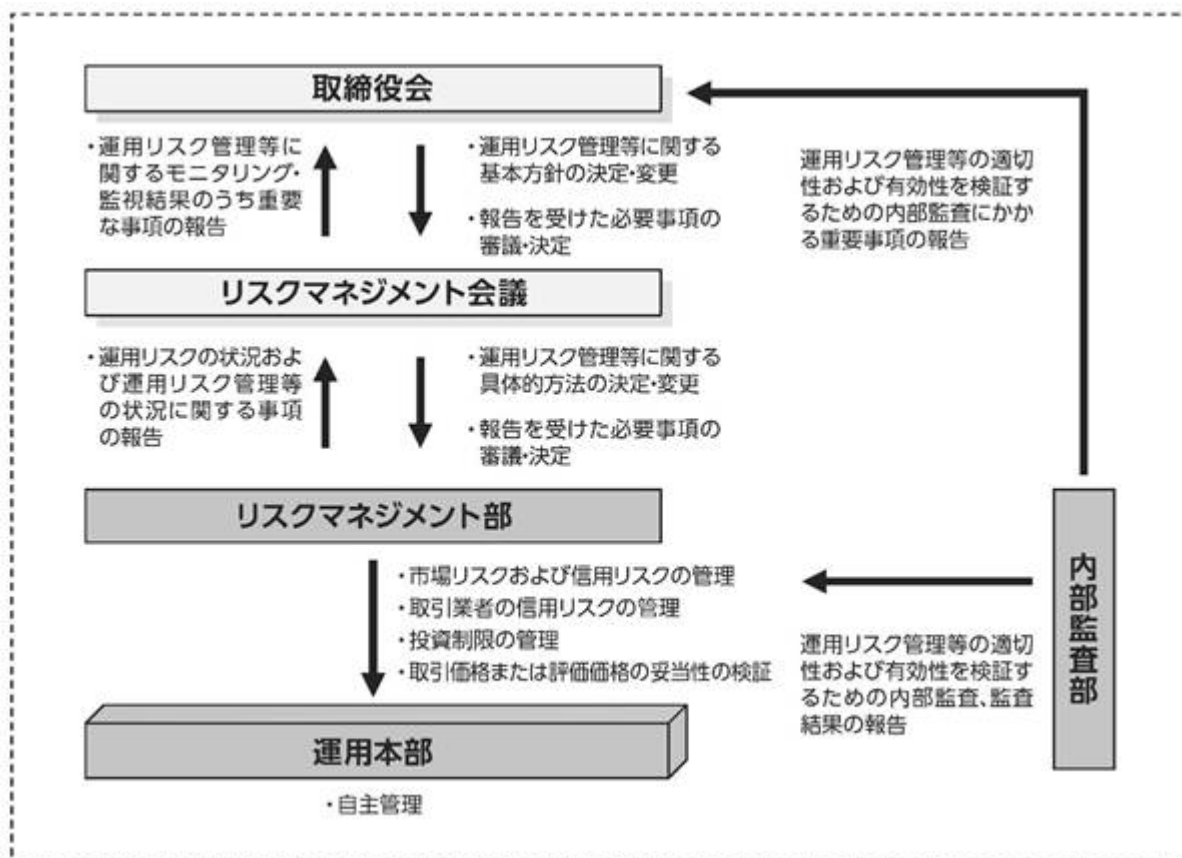 取締役会
・運用リスク管理等に
関するモニタリング・
監視結果のうち重要
な事項の報告
・運用リスク管理等に関する
基本方針の決定・変更
・報告を受けた必要事項の
審議・決定
運用リスク管理等の適切
性および有効性を検証す
るための内部監査にかか
る重要事項の報告
リスクマネジメント会議
・運用リスクの状況およ
び運用リスク管理等
の状況に関する事項
の報告
・運用リスク管理等に関する
具体的方法の決定・変更
・報告を受けた必要事項の
審議・決定
リスクマネジメント部
・市場リスクおよび信用リスクの管理
・取引業者の信用リスクの管理
・投資制限の管理
・取引価格または評価価格の妥当性の検証
運用リスク管理等の適切
性および有効性を検証す
るための内部監査、監査
結果の報告
内部監査部
運用本部
・自主管理